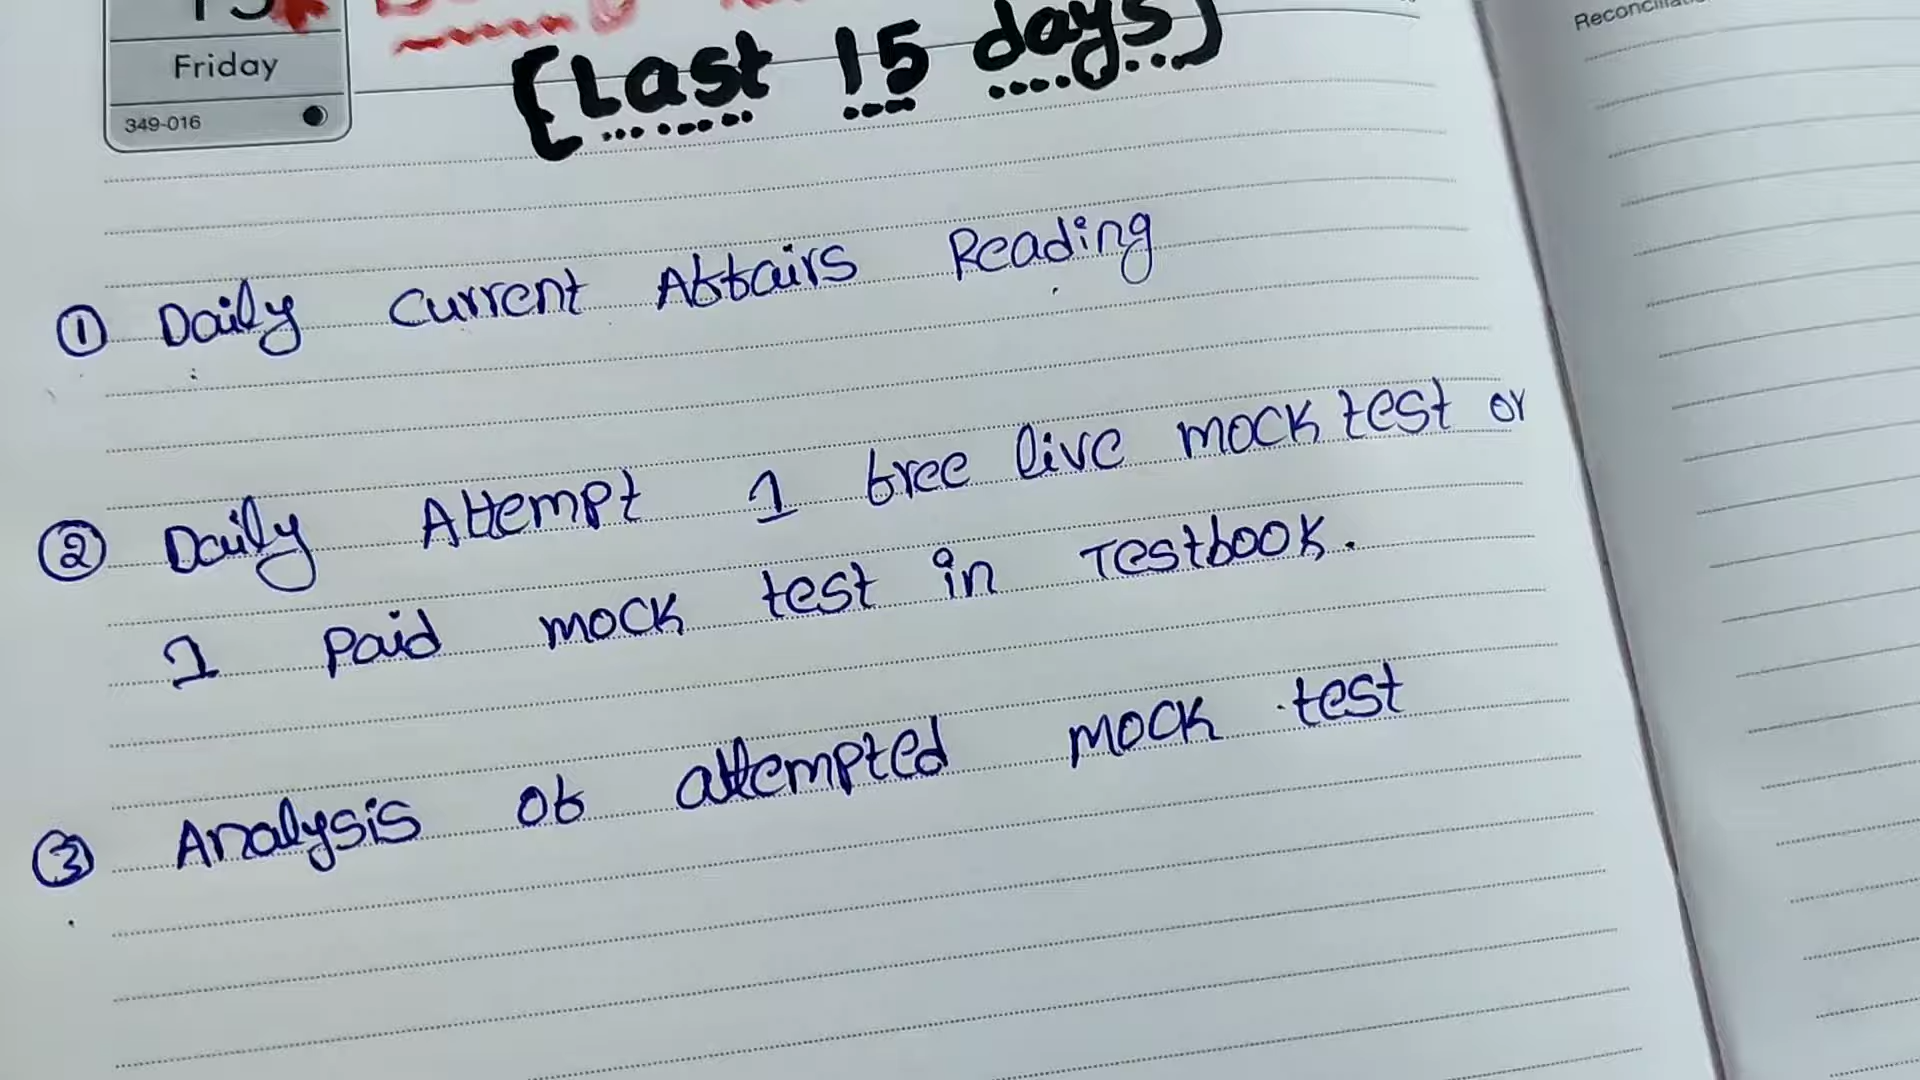 Friday
349-016
[Last 15 days]
① Daily Current Affairs Reading
② Daily Attempt 1 free live mock test or
1 Paid mock test in Testbook.
③ Analysis of attempted mock test